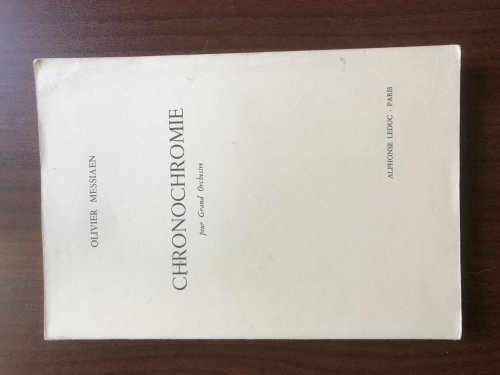 OLIVIER MESSIAEN
CHRONOCHROMIE
pour Grand Orchestre
ALPHONSE LEDUC - PARIS